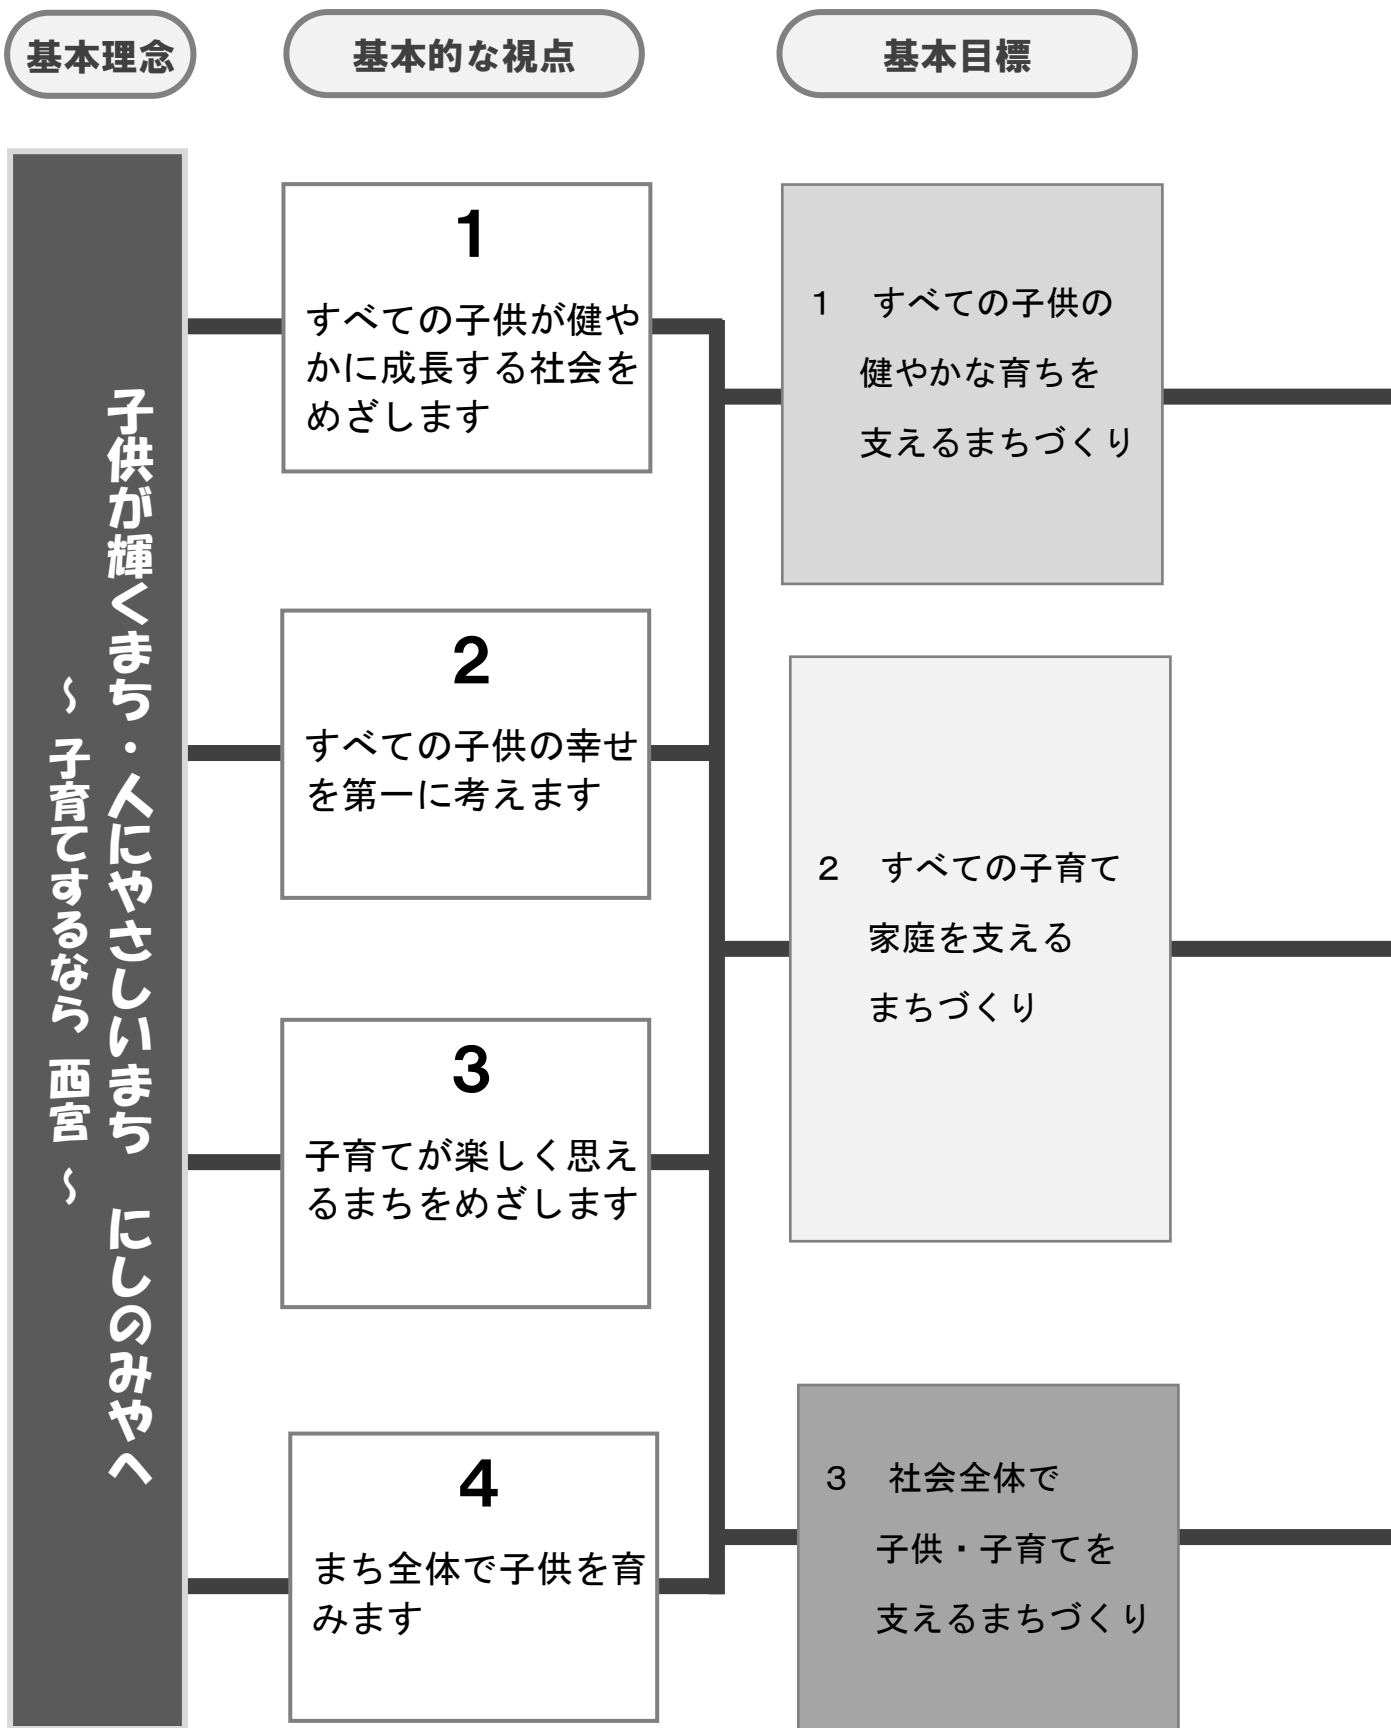 基本理念
基本的な視点
基本目標
子供が輝くまち・人にやさしいまち　にしのみやへ
～ 子育てするなら 西宮 ～
1
すべての子供が健や
かに成長する社会を
めざします
2
すべての子供の幸せ
を第一に考えます
3
子育てが楽しく思え
るまちをめざします
4
まち全体で子供を育
みます
1　すべての子供の
健やかな育ちを
支えるまちづくり
2　すべての子育て
家庭を支える
まちづくり
3　社会全体で
子供・子育てを
支えるまちづくり